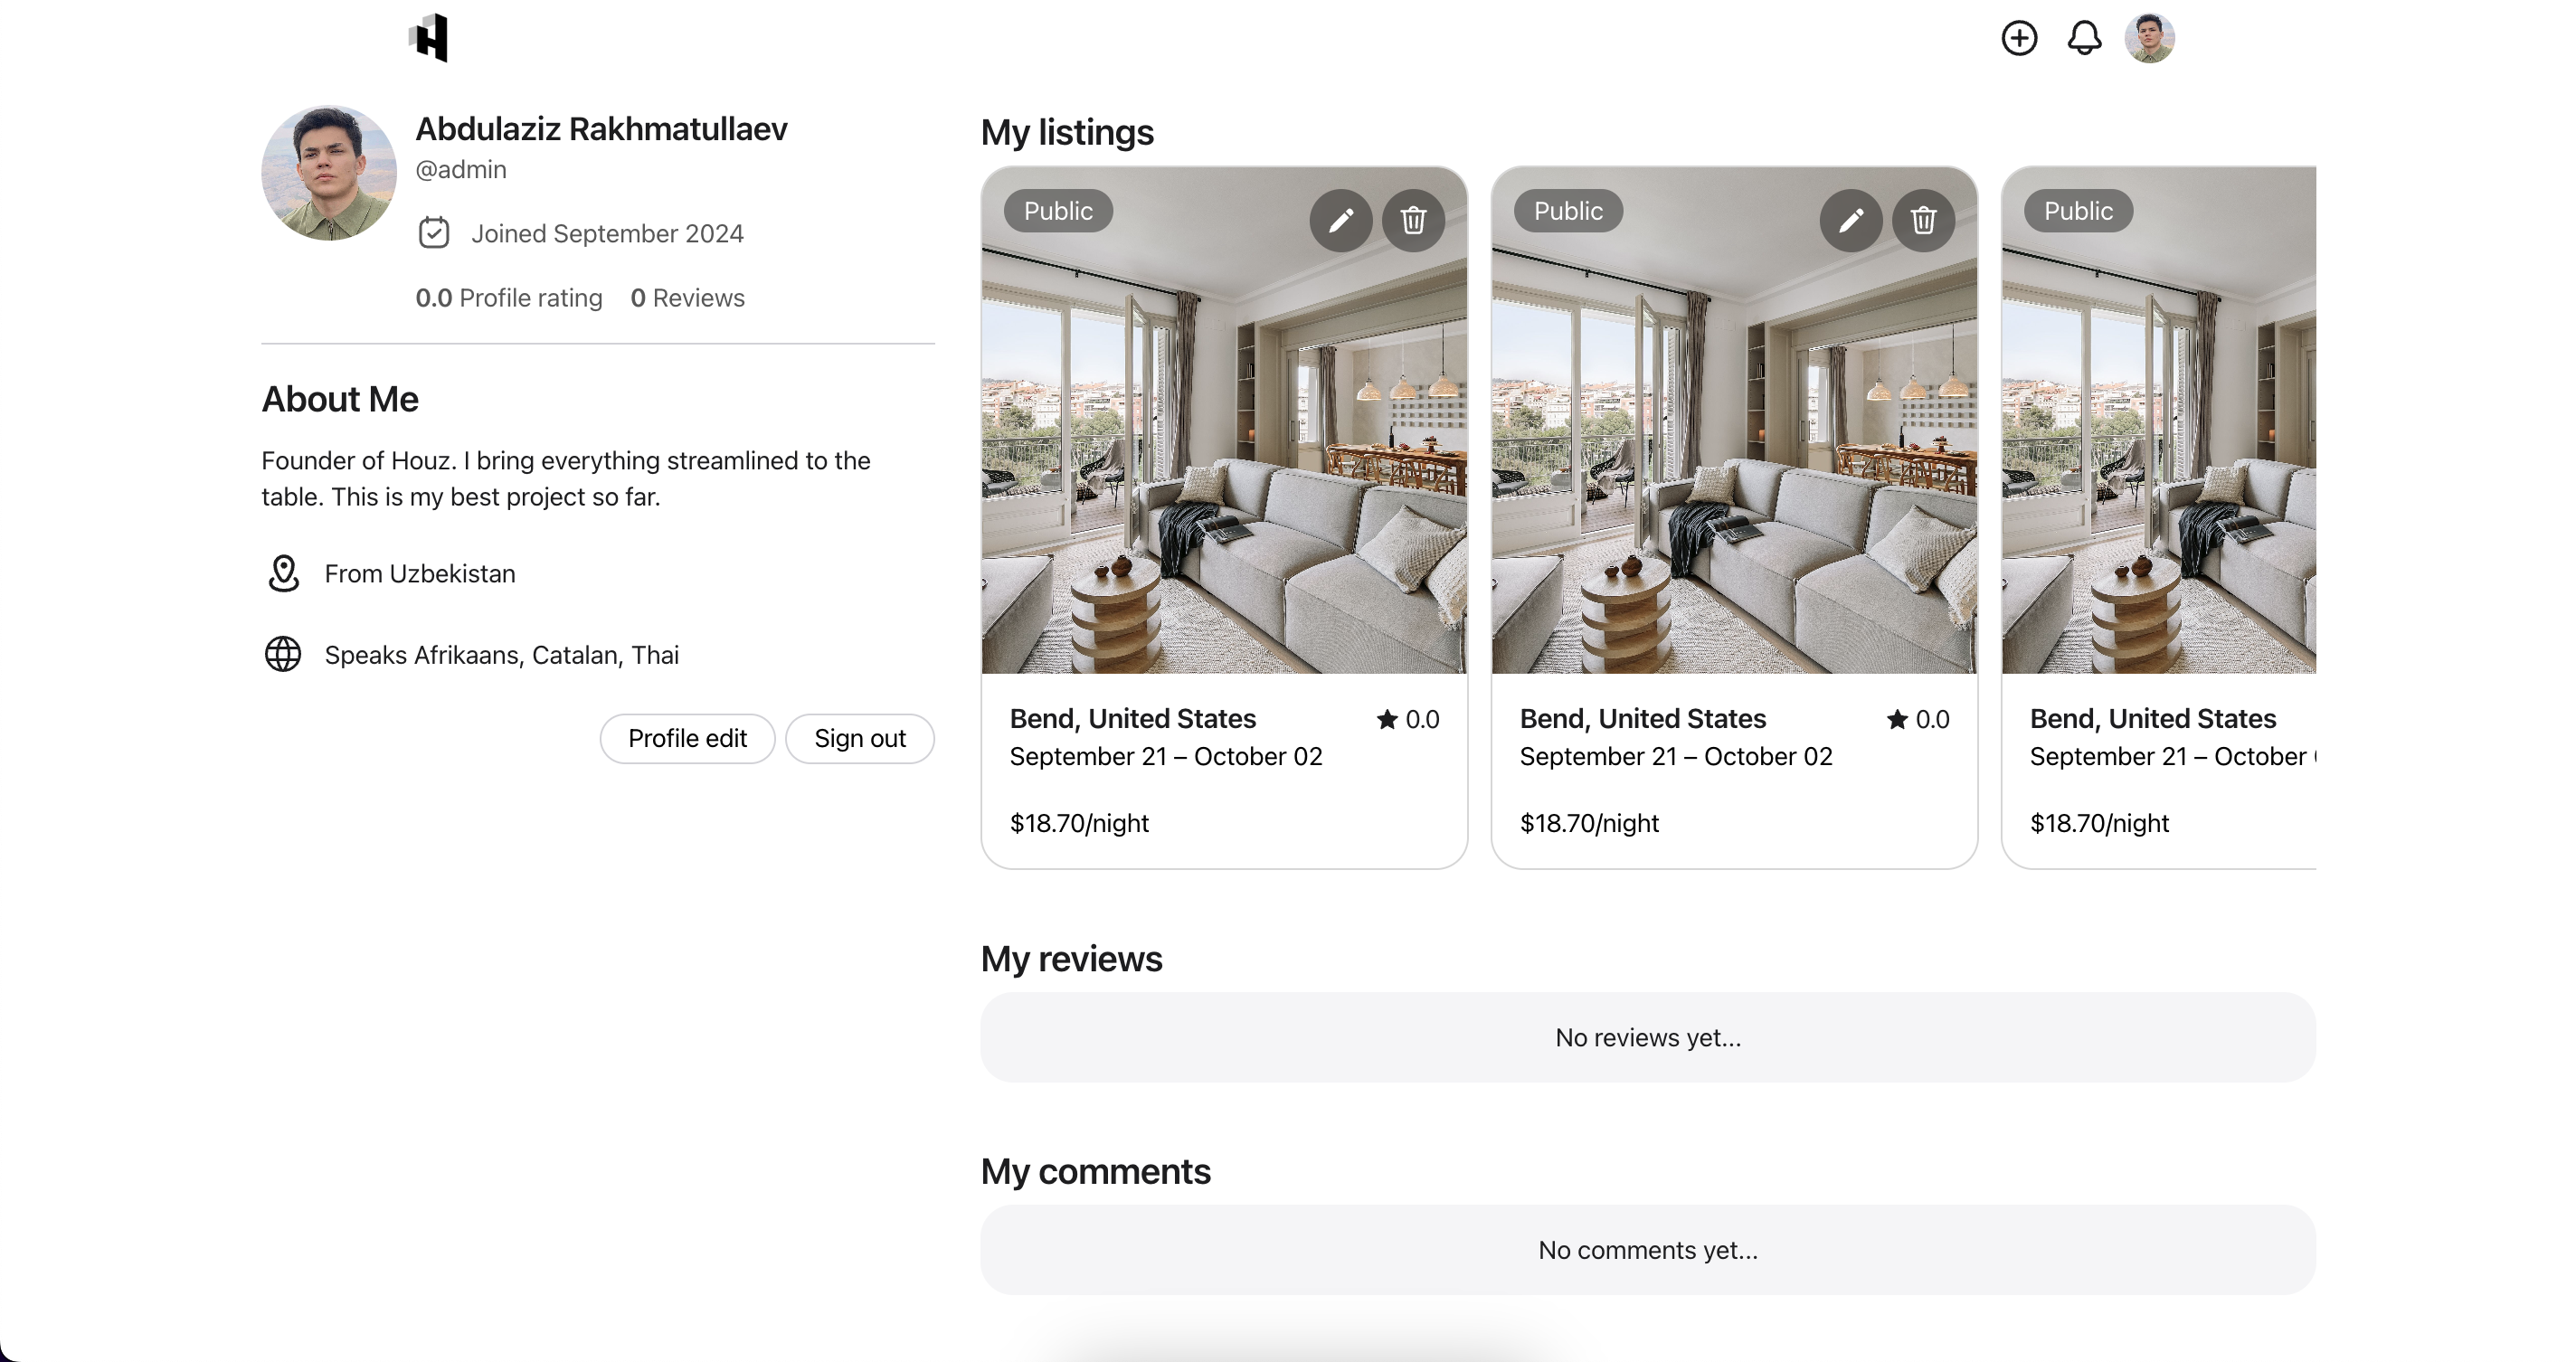 Abdulaziz Rakhmatullaev
@admin
Joined September 2024
0.0 Profile rating 0 Reviews
About Me
Founder of Houz. I bring everything streamlined to the
table. This is my best project so far.
From Uzbekistan
Speaks Afrikaans, Catalan, Thai
Profile edit
Sign out
My listings
Public
Bend, United States
0.0
September 21 – October 02
$18.70/night
Public
Bend, United States
0.0
September 21 – October 02
$18.70/night
Public
Bend, United States
September 21 – October
$18.70/night
My reviews
No reviews yet...
My comments
No comments yet...